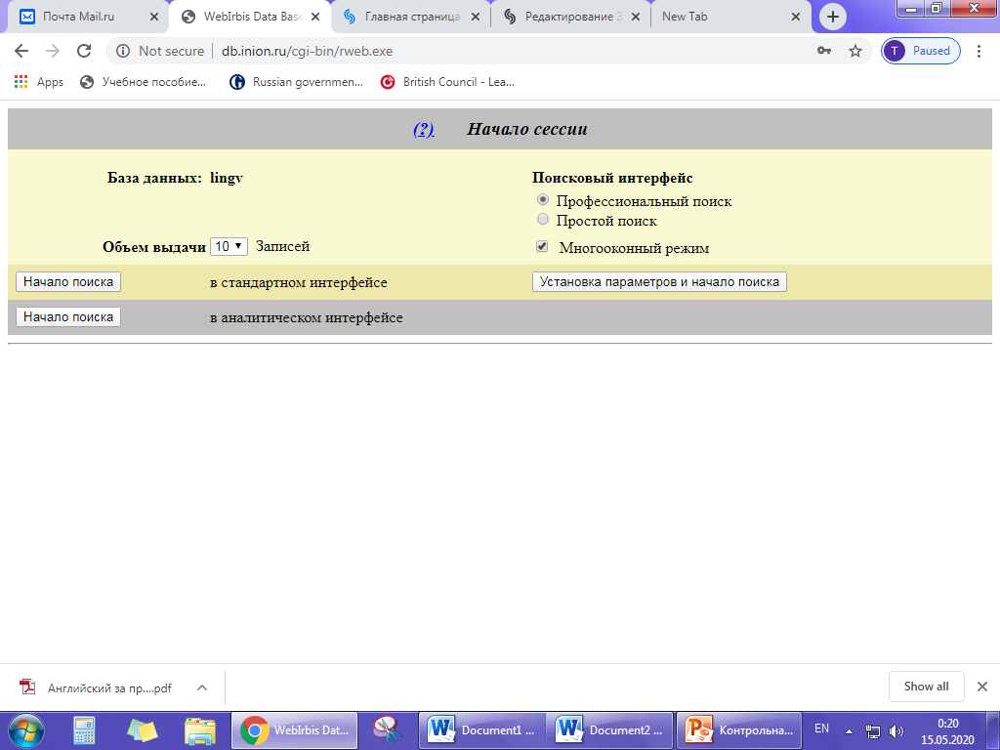 Почта Mail.ru
WebIrbis Data Base
Главная страница
Редактирование З
New Tab
Not secure
db.inion.ru/cgi-bin/rweb.exe
T Paused
Apps
Учебное пособие...
Russian governmen...
British Council - Lea...
(?) Начало сессии
База данных: lingv
Поисковый интерфейс
Профессиональный поиск
Простой поиск
Объем выдачи 10 Записей
Многооконный режим
Начало поиска в стандартном интерфейсе
Установка параметров и начало поиска
Начало поиска в аналитическом интерфейсе
Английский за пр....pdf
Show all
WebIrbis Dat...
Document1 ...
Document2 ...
Контрольна...
EN
0:20
15.05.2020